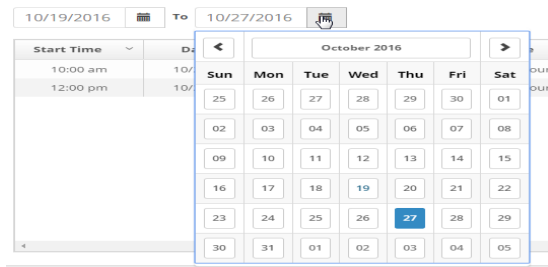 10/19/2016 To 10/27/2016
Start Time
October 2016
10:00 am 10/
12:00 pm 10/
Sun Mon Tue Wed Thu Fri Sat
25 26 27 28 29 30 01
02 03 04 05 06 07 08
09 10 11 12 13 14 15
16 17 18 19 20 21 22
23 24 25 26 27 28 29
30 31 01 02 03 04 05